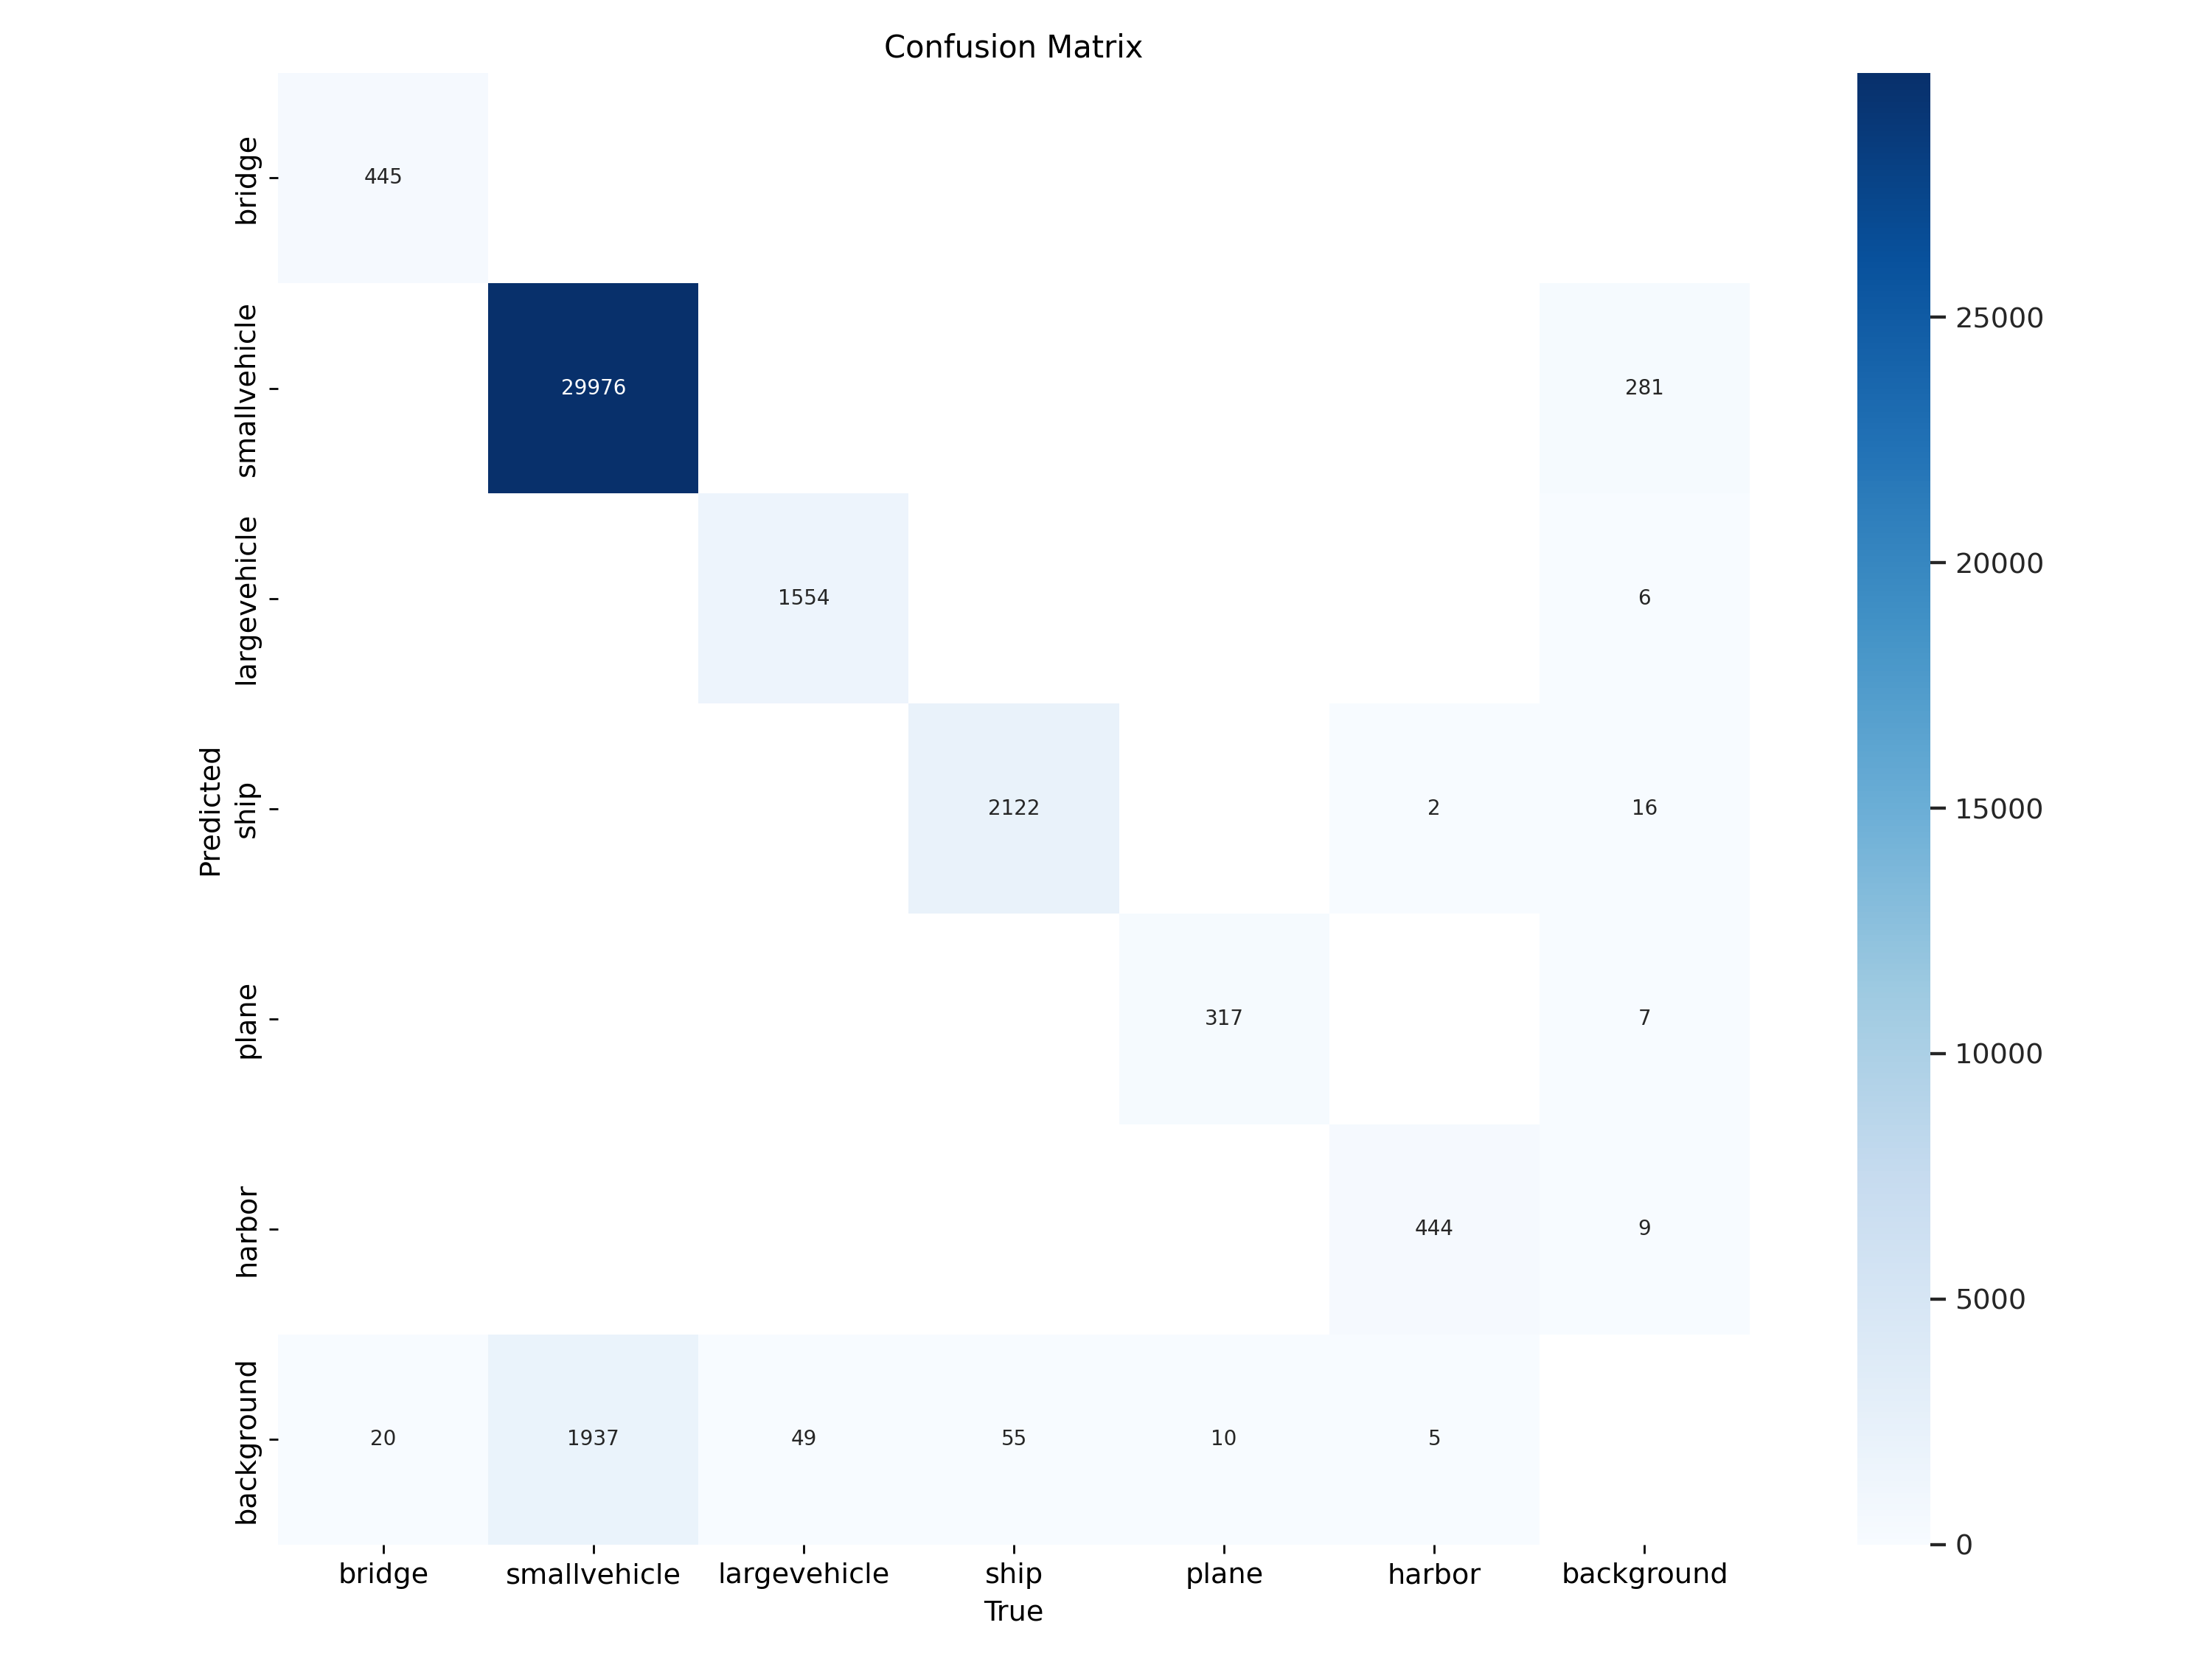 Confusion Matrix
bridge
445
smallvehicle
29976
281
25000
largevehicle
1554
6
20000
Predicted
ship
2122
2
16
15000
plane
317
7
10000
harbor
444
9
5000
background
20
1937
49
55
10
5
0
bridge
smallvehicle
largevehicle
ship
plane
harbor
background
True